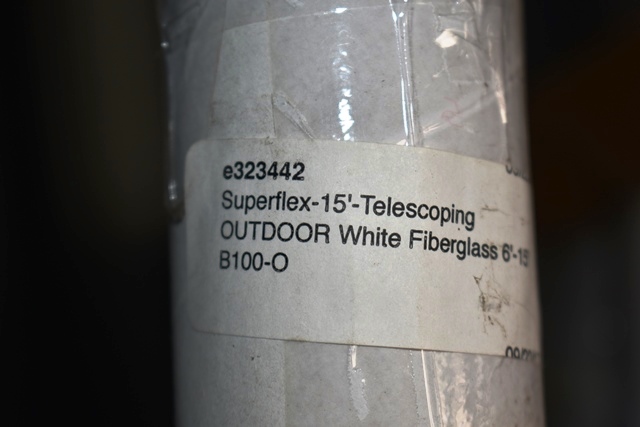 e323442
Superflex-15'-Telescoping
OUTDOOR White Fiberglass 6'-15'
B100-O